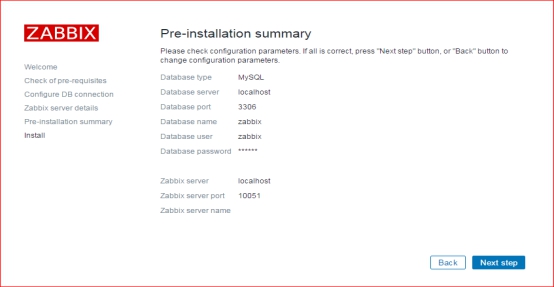 ZABBIX
Welcome
Check of pre-requisites
Configure DB connection
Zabbix server details
Pre-installation summary
Install
Pre-installation summary
Please check configuration parameters. If all is correct, press "Next step" button, or "Back" button to
change configuration parameters.
Database type MySQL
Database server localhost
Database port 3306
Database name zabbix
Database user zabbix
Database password ******
Zabbix server localhost
Zabbix server port 10051
Zabbix server name
Back Next step